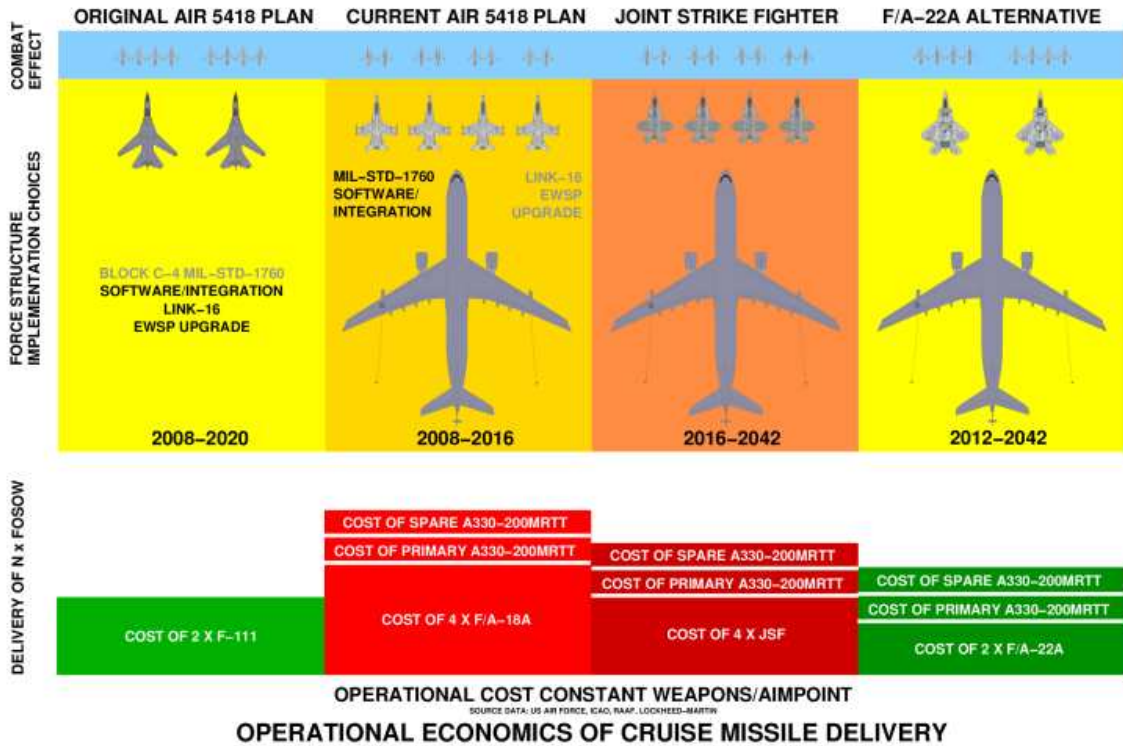 ORIGINAL AIR 5418 PLAN
CURRENT AIR 5418 PLAN
JOINT STRIKE FIGHTER
F/A-22A ALTERNATIVE
COMBAT
EFFECT
FORCE STRUCTURE
IMPLEMENTATION CHOICES
BLOCK C-4 MIL-STD-1760
SOFTWARE/INTEGRATION
LINK-16
EWSP UPGRADE
2008-2020
MIL-STD-1760
SOFTWARE/
INTEGRATION
LINK-16
EWSP
UPGRADE
2008-2016
2016-2042
2012-2042
DELIVERY OF N x FOSOW
COST OF 2 X F-111
COST OF SPARE A330-200MRTT
COST OF PRIMARY A330-200MRTT
COST OF 4 X F/A-18A
COST OF SPARE A330-200MRTT
COST OF PRIMARY A330-200MRTT
COST OF 4 X JSF
COST OF SPARE A330-200MRTT
COST OF PRIMARY A330-200MRTT
COST OF 2 X F/A-22A
OPERATIONAL COST CONSTANT WEAPONS/AIMPOINT
SOURCE DATA: US AIR FORCE, ICAO, RAAF, LOCKHEED-MARTIN
OPERATIONAL ECONOMICS OF CRUISE MISSILE DELIVERY